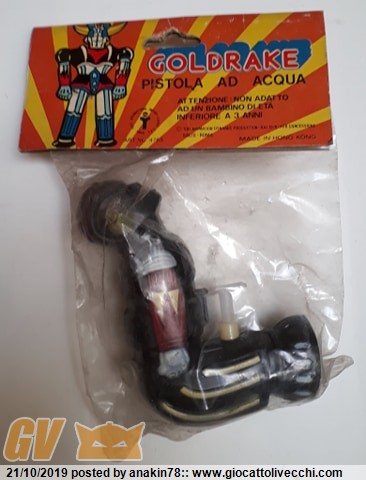 GOLDRAKE
PISTOLA AD ACQUA
ATTENZIONE: NON ADATTO
AD UN BAMBINO DI ETA
INFERIORE A 3 ANNI
MADE IN HONG KONG
GV
21/10/2019 posted by anakin78:: www.giocattolivecchi.com